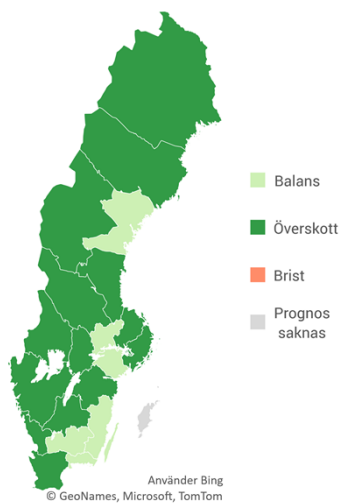 Balans
Överskott
Brist
Prognos
saknas
Använder Bing
© GeoNames, Microsoft, TomTom